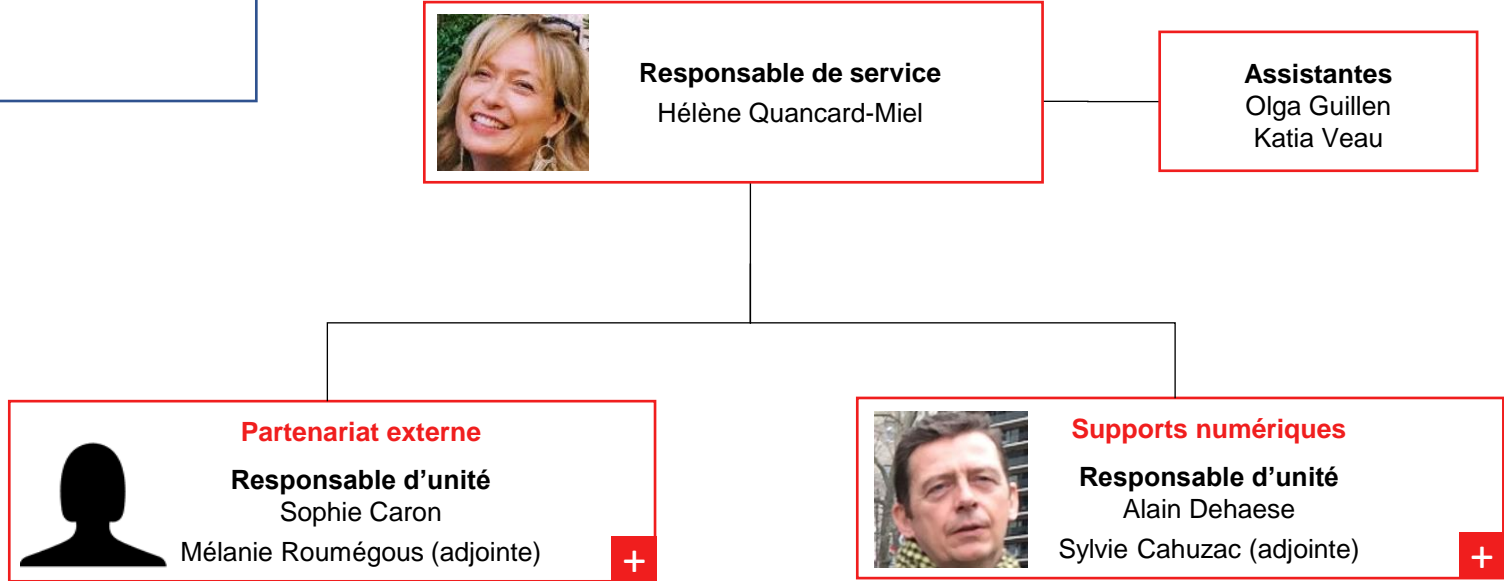 Responsable de service
Hélène Quancard-Miel
Assistantes
Olga Guillen
Katia Veau
Partenariat externe
Responsable d’unité
Sophie Caron
Mélanie Roumégous (adjointe)
+
Supports numériques
Responsable d’unité
Alain Dehaese
Sylvie Cahuzac (adjointe)
+